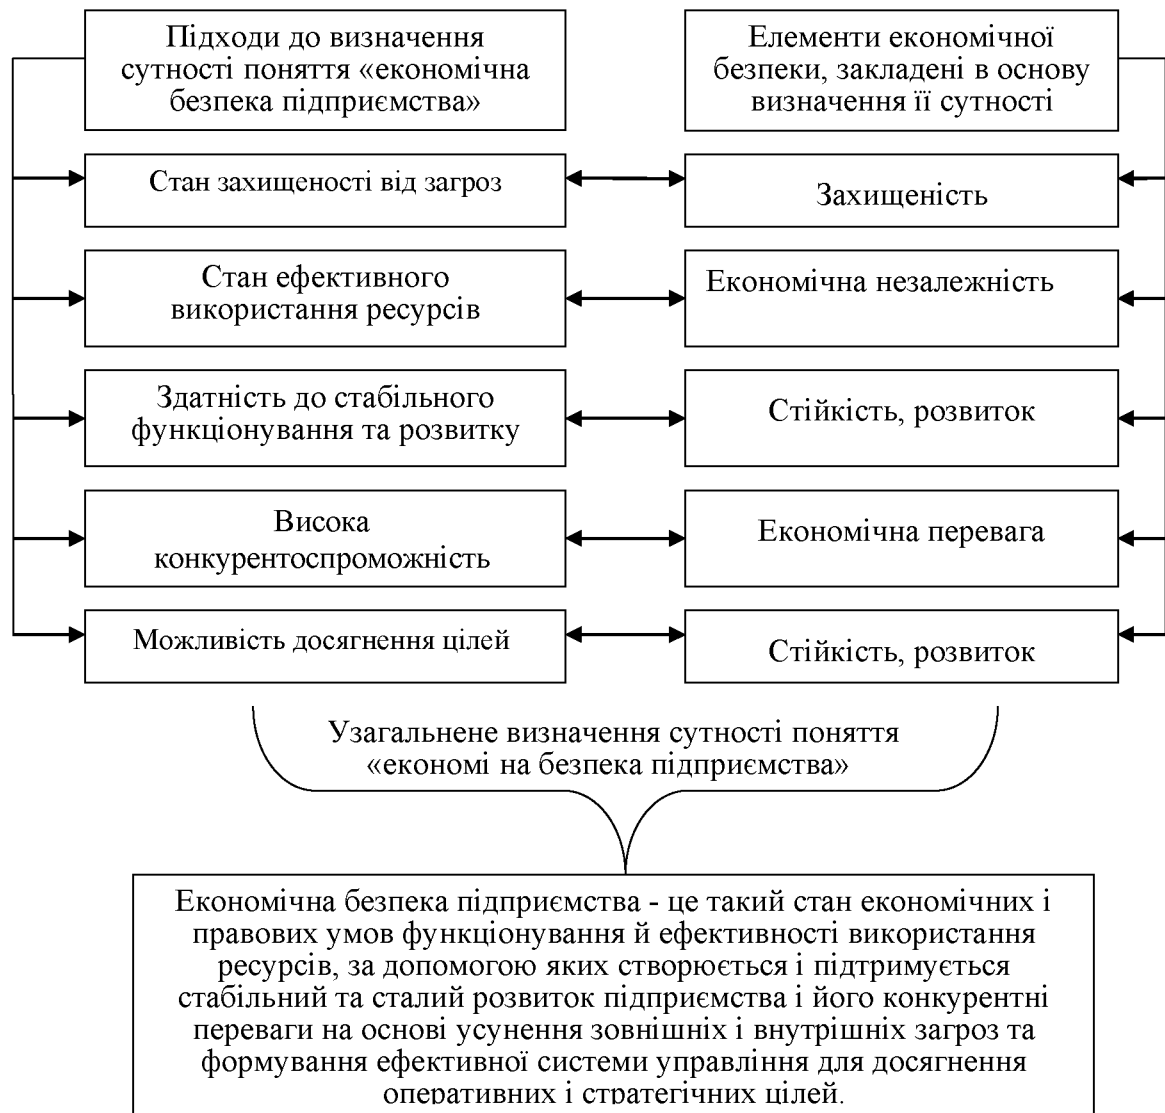 Підходи до визначення
сутності поняття «економічна
безпека підприємства»
Елементи економічної
безпеки, закладені в основу
визначення її сутності
Стан захищеності від загроз
Захищеність
Стан ефективного
використання ресурсів
Економічна незалежність
Здатність до стабільного
функціонування та розвитку
Стійкість, розвиток
Висока
конкурентоспроможність
Економічна перевага
Можливість досягнення цілей
Стійкість, розвиток
Узагальнене визначення сутності поняття
«економі на безпека підприємства»
Економічна безпека підприємства - це такий стан економічних і
правових умов функціонування й ефективності використання
ресурсів, за допомогою яких створюється і підтримується
стабільний та сталий розвиток підприємства і його конкурентні
переваги на основі усунення зовнішніх і внутрішніх загроз та
формування ефективної системи управління для досягнення
оперативних і стратегічних цілей.